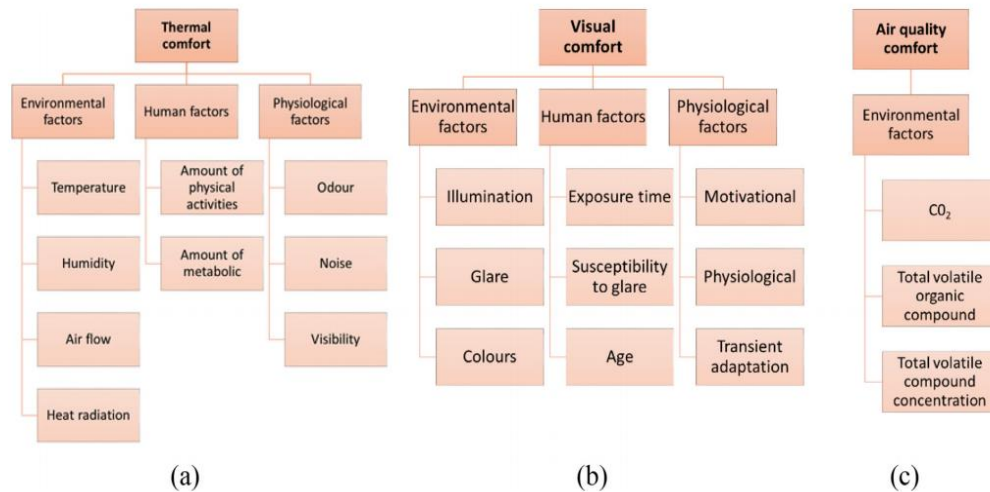 Thermal
comfort
Environmental
factors
Human factors
Physiological
factors
Temperature
Amount of
physical
activities
Odour
Humidity
Amount of
metabolic
Noise
Air flow
Visibility
Heat radiation
(a)
Visual
comfort
Environmental
factors
Human factors
Physiological
factors
Illumination
Exposure time
Motivational
Glare
Susceptibility
to glare
Physiological
Colours
Age
Transient
adaptation
(b)
Air quality
comfort
Environmental
factors
C0₂
Total volatile
organic
compound
Total volatile
compound
concentration
(c)